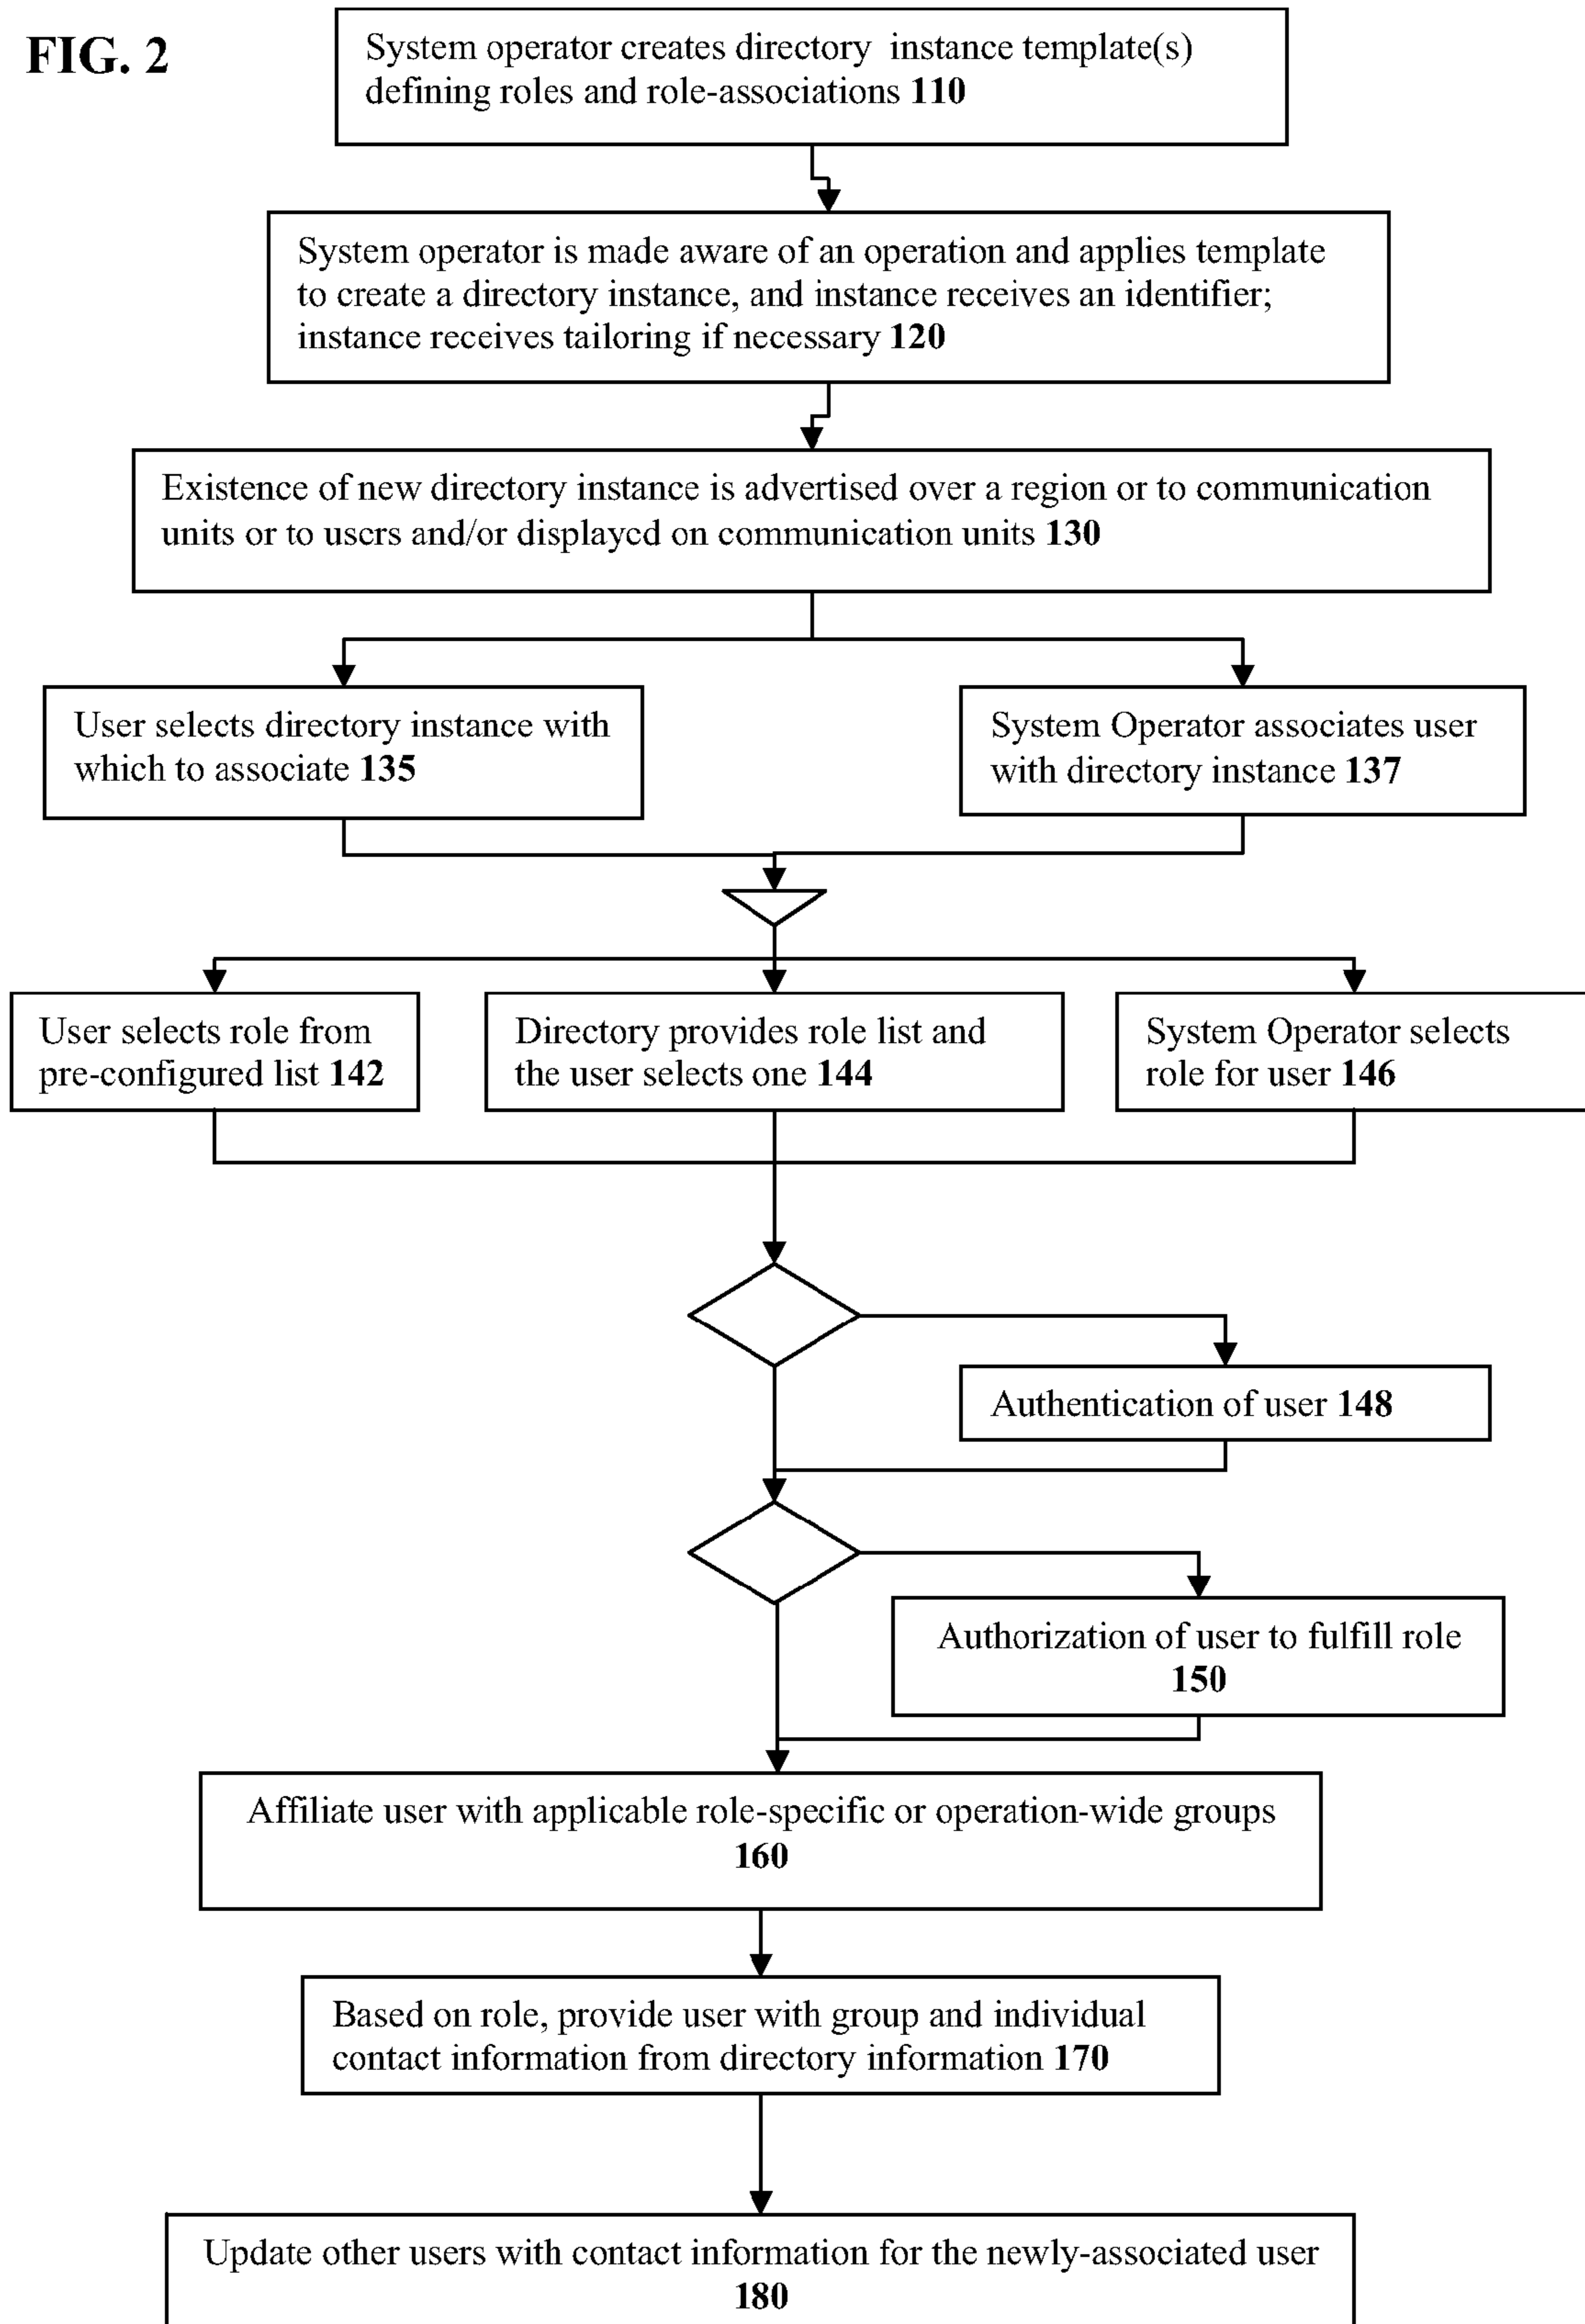 FIG. 2
System operator creates directory instance template(s)
defining roles and role-associations 110
System operator is made aware of an operation and applies template
to create a directory instance, and instance receives an identifier;
instance receives tailoring if necessary 120
Existence of new directory instance is advertised over a region or to communication
units or to users and/or displayed on communication units 130
User selects directory instance with
which to associate 135
System Operator associates user
with directory instance 137
User selects role from
pre-configured list 142
Directory provides role list and
the user selects one 144
System Operator selects
role for user 146
Authentication of user 148
Authorization of user to fulfill role
150
Affiliate user with applicable role-specific or operation-wide groups
160
Based on role, provide user with group and individual
contact information from directory information 170
Update other users with contact information for the newly-associated user
180